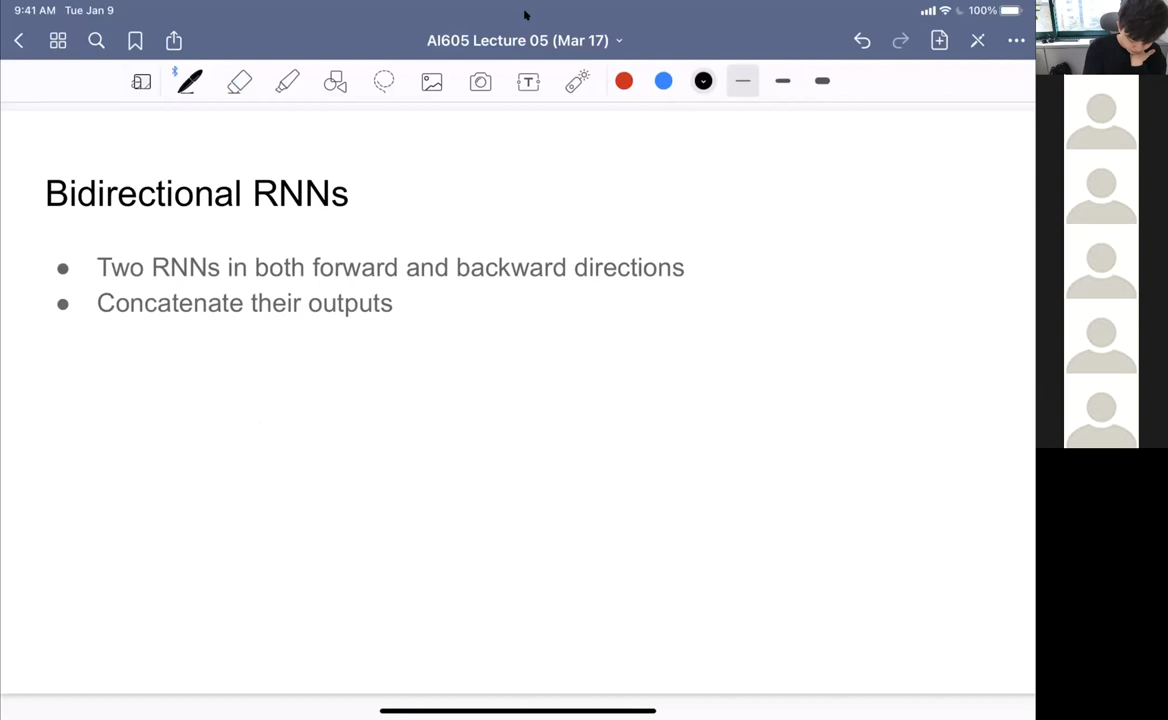 9:41 AM Tue Jan 9
100%
AI605 Lecture 05 (Mar 17)
T
Bidirectional RNNs
● Two RNNs in both forward and backward directions
● Concatenate their outputs